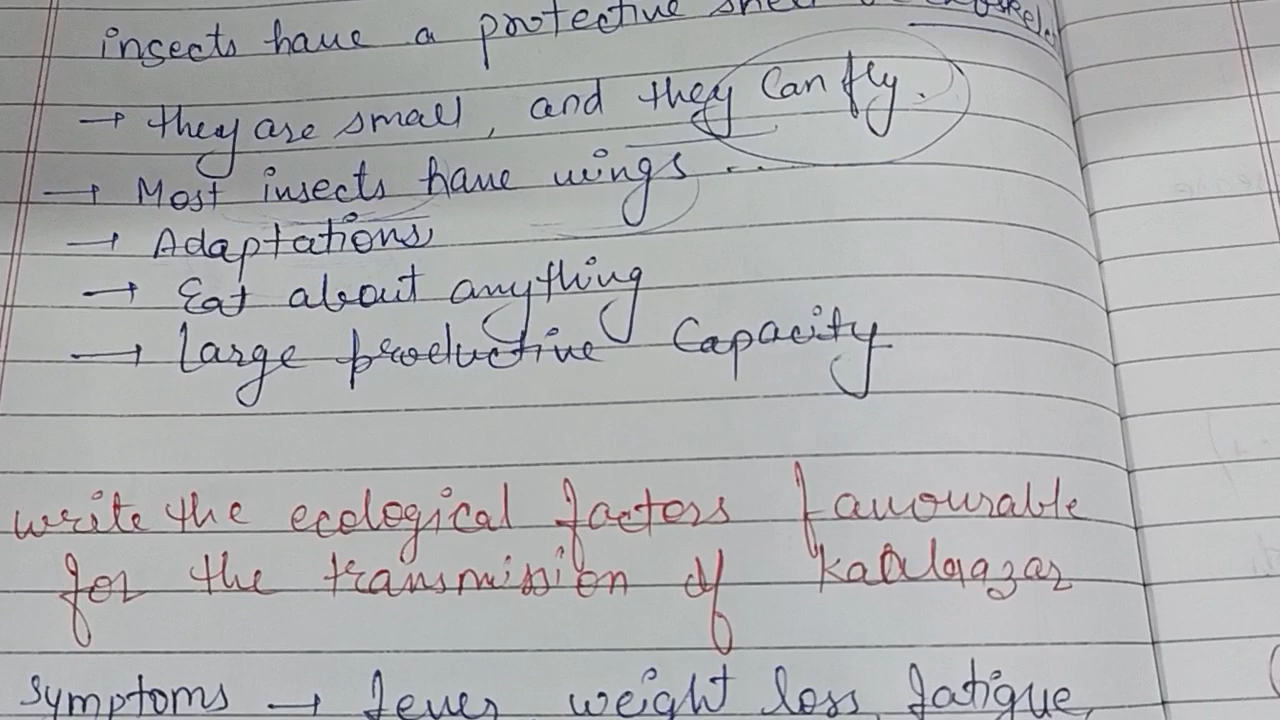 insects have a protective
→ they are small, and they can fly.
→ Most insects have wings ..
→ Adaptations
→ Eat about anything
→ Large productive Capacity
write the ecological factors favourable
for the transmission of kaalaazar
symptoms → fever weight loss, fatigue,